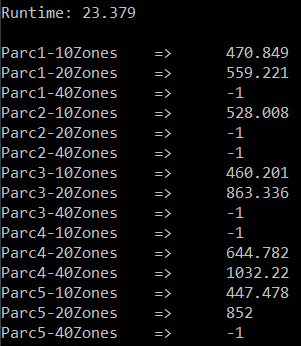 Runtime: 23.379

Parc1-10Zones => 470.849
Parc1-20Zones => 559.221
Parc1-40Zones => -1
Parc2-10Zones => 528.008
Parc2-20Zones => -1
Parc2-40Zones => -1
Parc3-10Zones => 460.201
Parc3-20Zones => 863.336
Parc3-40Zones => -1
Parc4-10Zones => -1
Parc4-20Zones => 644.782
Parc4-40Zones => 1032.22
Parc5-10Zones => 447.478
Parc5-20Zones => 852
Parc5-40Zones => -1